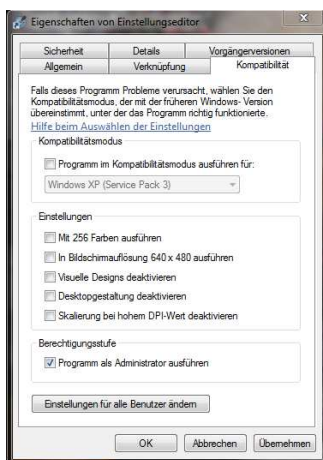 Eigenschaften von Einstellungseditor
Sicherheit Details Vorgängerversionen
Allgemein Verknüpfung Kompatibilität
Falls dieses Programm Probleme verursacht, wählen Sie den
Kompatibilitätsmodus, der mit der früheren Windows- Version
übereinstimmt, unter der das Programm richtig funktionierte.
Hilfe beim Auswählen der Einstellungen
Kompatibilitätsmodus
Programm im Kompatibilitätsmodus ausführen für:
Windows XP (Service Pack 3)
Einstellungen
Mit 256 Farben ausführen
In Bildschirmauflösung 640 x 480 ausführen
Visuelle Designs deaktivieren
Desktopgestaltung deaktivieren
Skalierung bei hohem DPI-Wert deaktivieren
Berechtigungsstufe
Programm als Administrator ausführen
Einstellungen für alle Benutzer ändern
OK Abbrechen Übernehmen